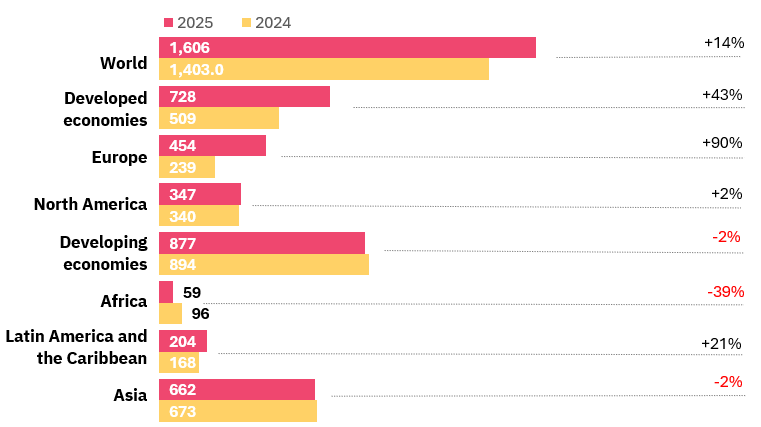 2025 2024
World 1,606 +14%
1,403.0
Developed economies 728 +43%
509
Europe 454 +90%
239
North America 347 +2%
340
Developing economies 877 -2%
894
Africa 59 -39%
96
Latin America and the Caribbean 204 +21%
168
Asia 662 -2%
673